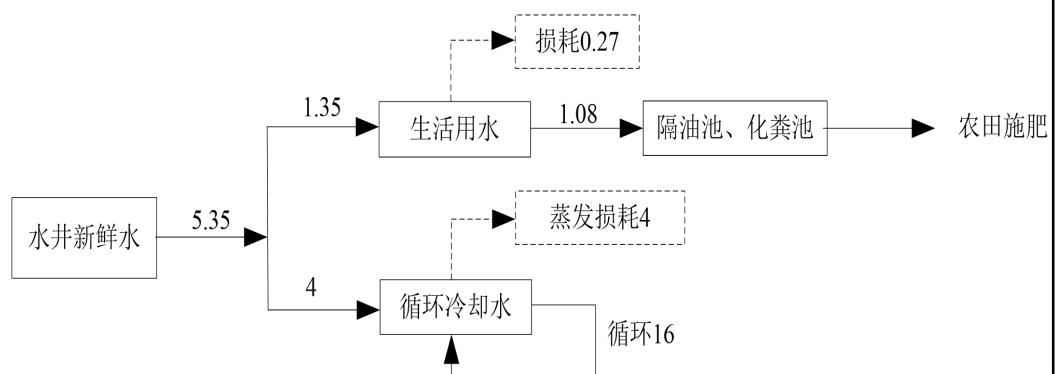 损耗0.27
1.35
生活用水
1.08
隔油池、化粪池
农田施肥
水井新鲜水
5.35
蒸发损耗4
4
循环冷却水
循环16